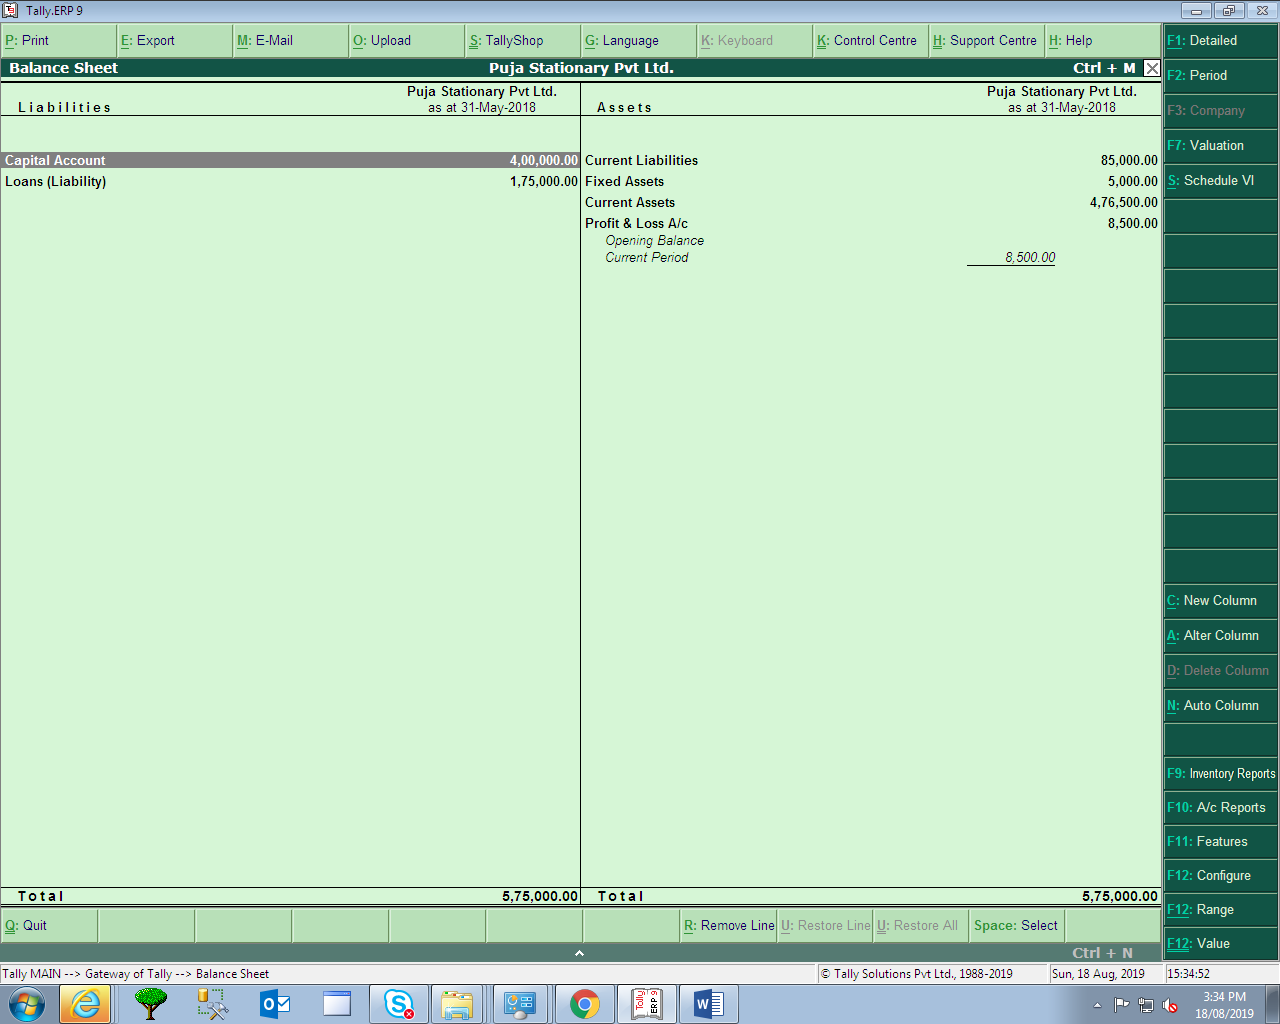 Tally.ERP 9
P: Print E: Export M: E-Mail O: Upload S: TallyShop G: Language K: Keyboard K: Control Centre H: Support Centre H: Help
Balance Sheet Puja Stationary Pvt Ltd. Ctrl + M
Puja Stationary Pvt Ltd. Puja Stationary Pvt Ltd.
Liabilities as at 31-May-2018 Assets as at 31-May-2018
Capital Account 4,00,000.00 Current Liabilities 85,000.00
Loans (Liability) 1,75,000.00 Fixed Assets 5,000.00
Current Assets 4,76,500.00
Profit & Loss A/c 8,500.00
Opening Balance
Current Period 8,500.00
Total 5,75,000.00 Total 5,75,000.00
F1: Detailed
F2: Period
F3: Company
F7: Valuation
S: Schedule VI
C: New Column
A: Alter Column
D: Delete Column
N: Auto Column
F9: Inventory Reports
F10: A/c Reports
F11: Features
F12: Configure
F12: Range
F12: Value
Q: Quit R: Remove Line U: Restore Line U: Restore All Space: Select
Ctrl + N
Tally MAIN --> Gateway of Tally --> Balance Sheet © Tally Solutions Pvt Ltd., 1988-2019 Sun, 18 Aug, 2019 15:34:52
Tally ERP 9
3:34 PM
18/08/2019